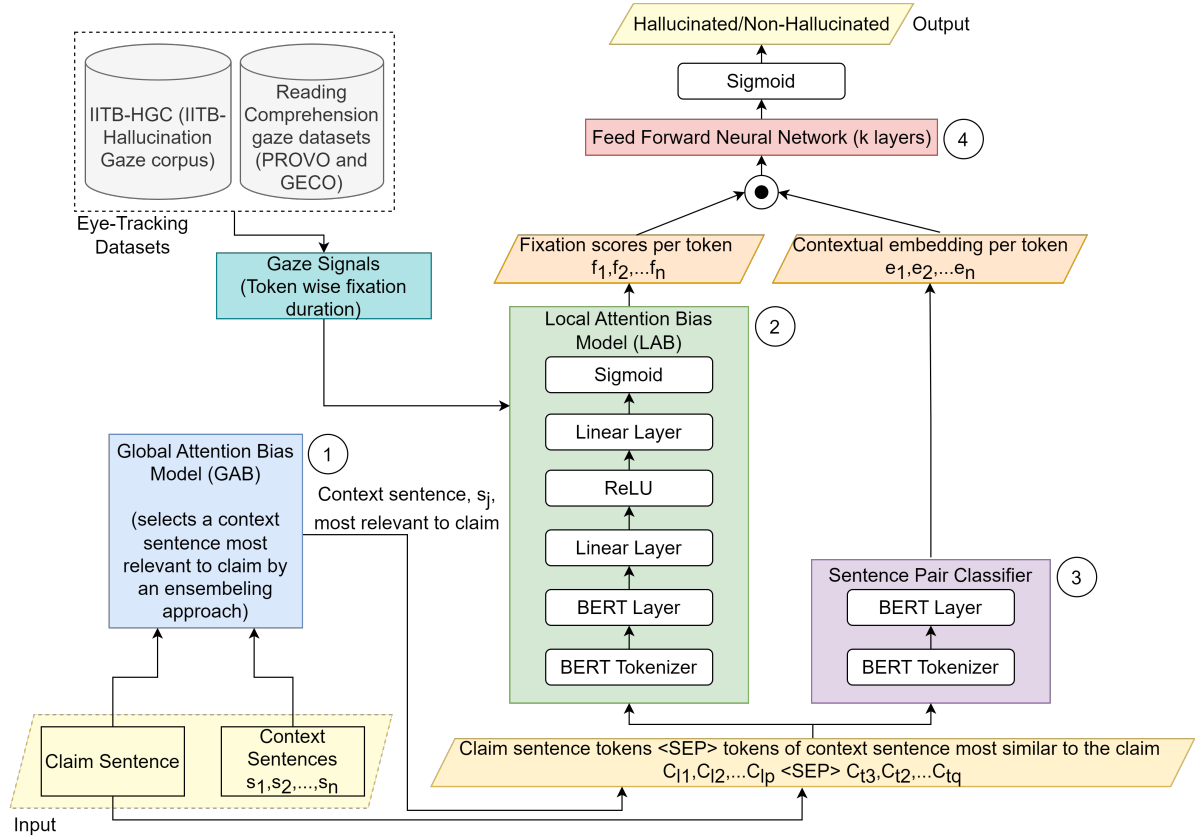 Hallucinated/Non-Hallucinated
Output
Sigmoid
Feed Forward Neural Network (k layers)
4
IITB-HGC (IITB-
Hallucination
Gaze corpus)
Reading
Comprehension
gaze datasets
(PROVO and
GECO)
Eye-Tracking
Datasets
Gaze Signals
(Token wise fixation
duration)
Fixation scores per token
f1,f2,...fn
Contextual embedding per token
e1,e2,...en
Local Attention Bias
Model (LAB)
2
Sigmoid
Linear Layer
ReLU
Linear Layer
BERT Layer
BERT Tokenizer
Global Attention Bias
Model (GAB)
(selects a context
sentence most
relevant to claim by
an ensembeling
approach)
1
Context sentence, sj,
most relevant to claim
Sentence Pair Classifier
3
BERT Layer
BERT Tokenizer
Claim Sentence
Context
Sentences
s1,s2,...,sn
Input
Claim sentence tokens <SEP> tokens of context sentence most similar to the claim
Cl1,Cl2,...Clp <SEP> Ct3,Ct2,...Ctq